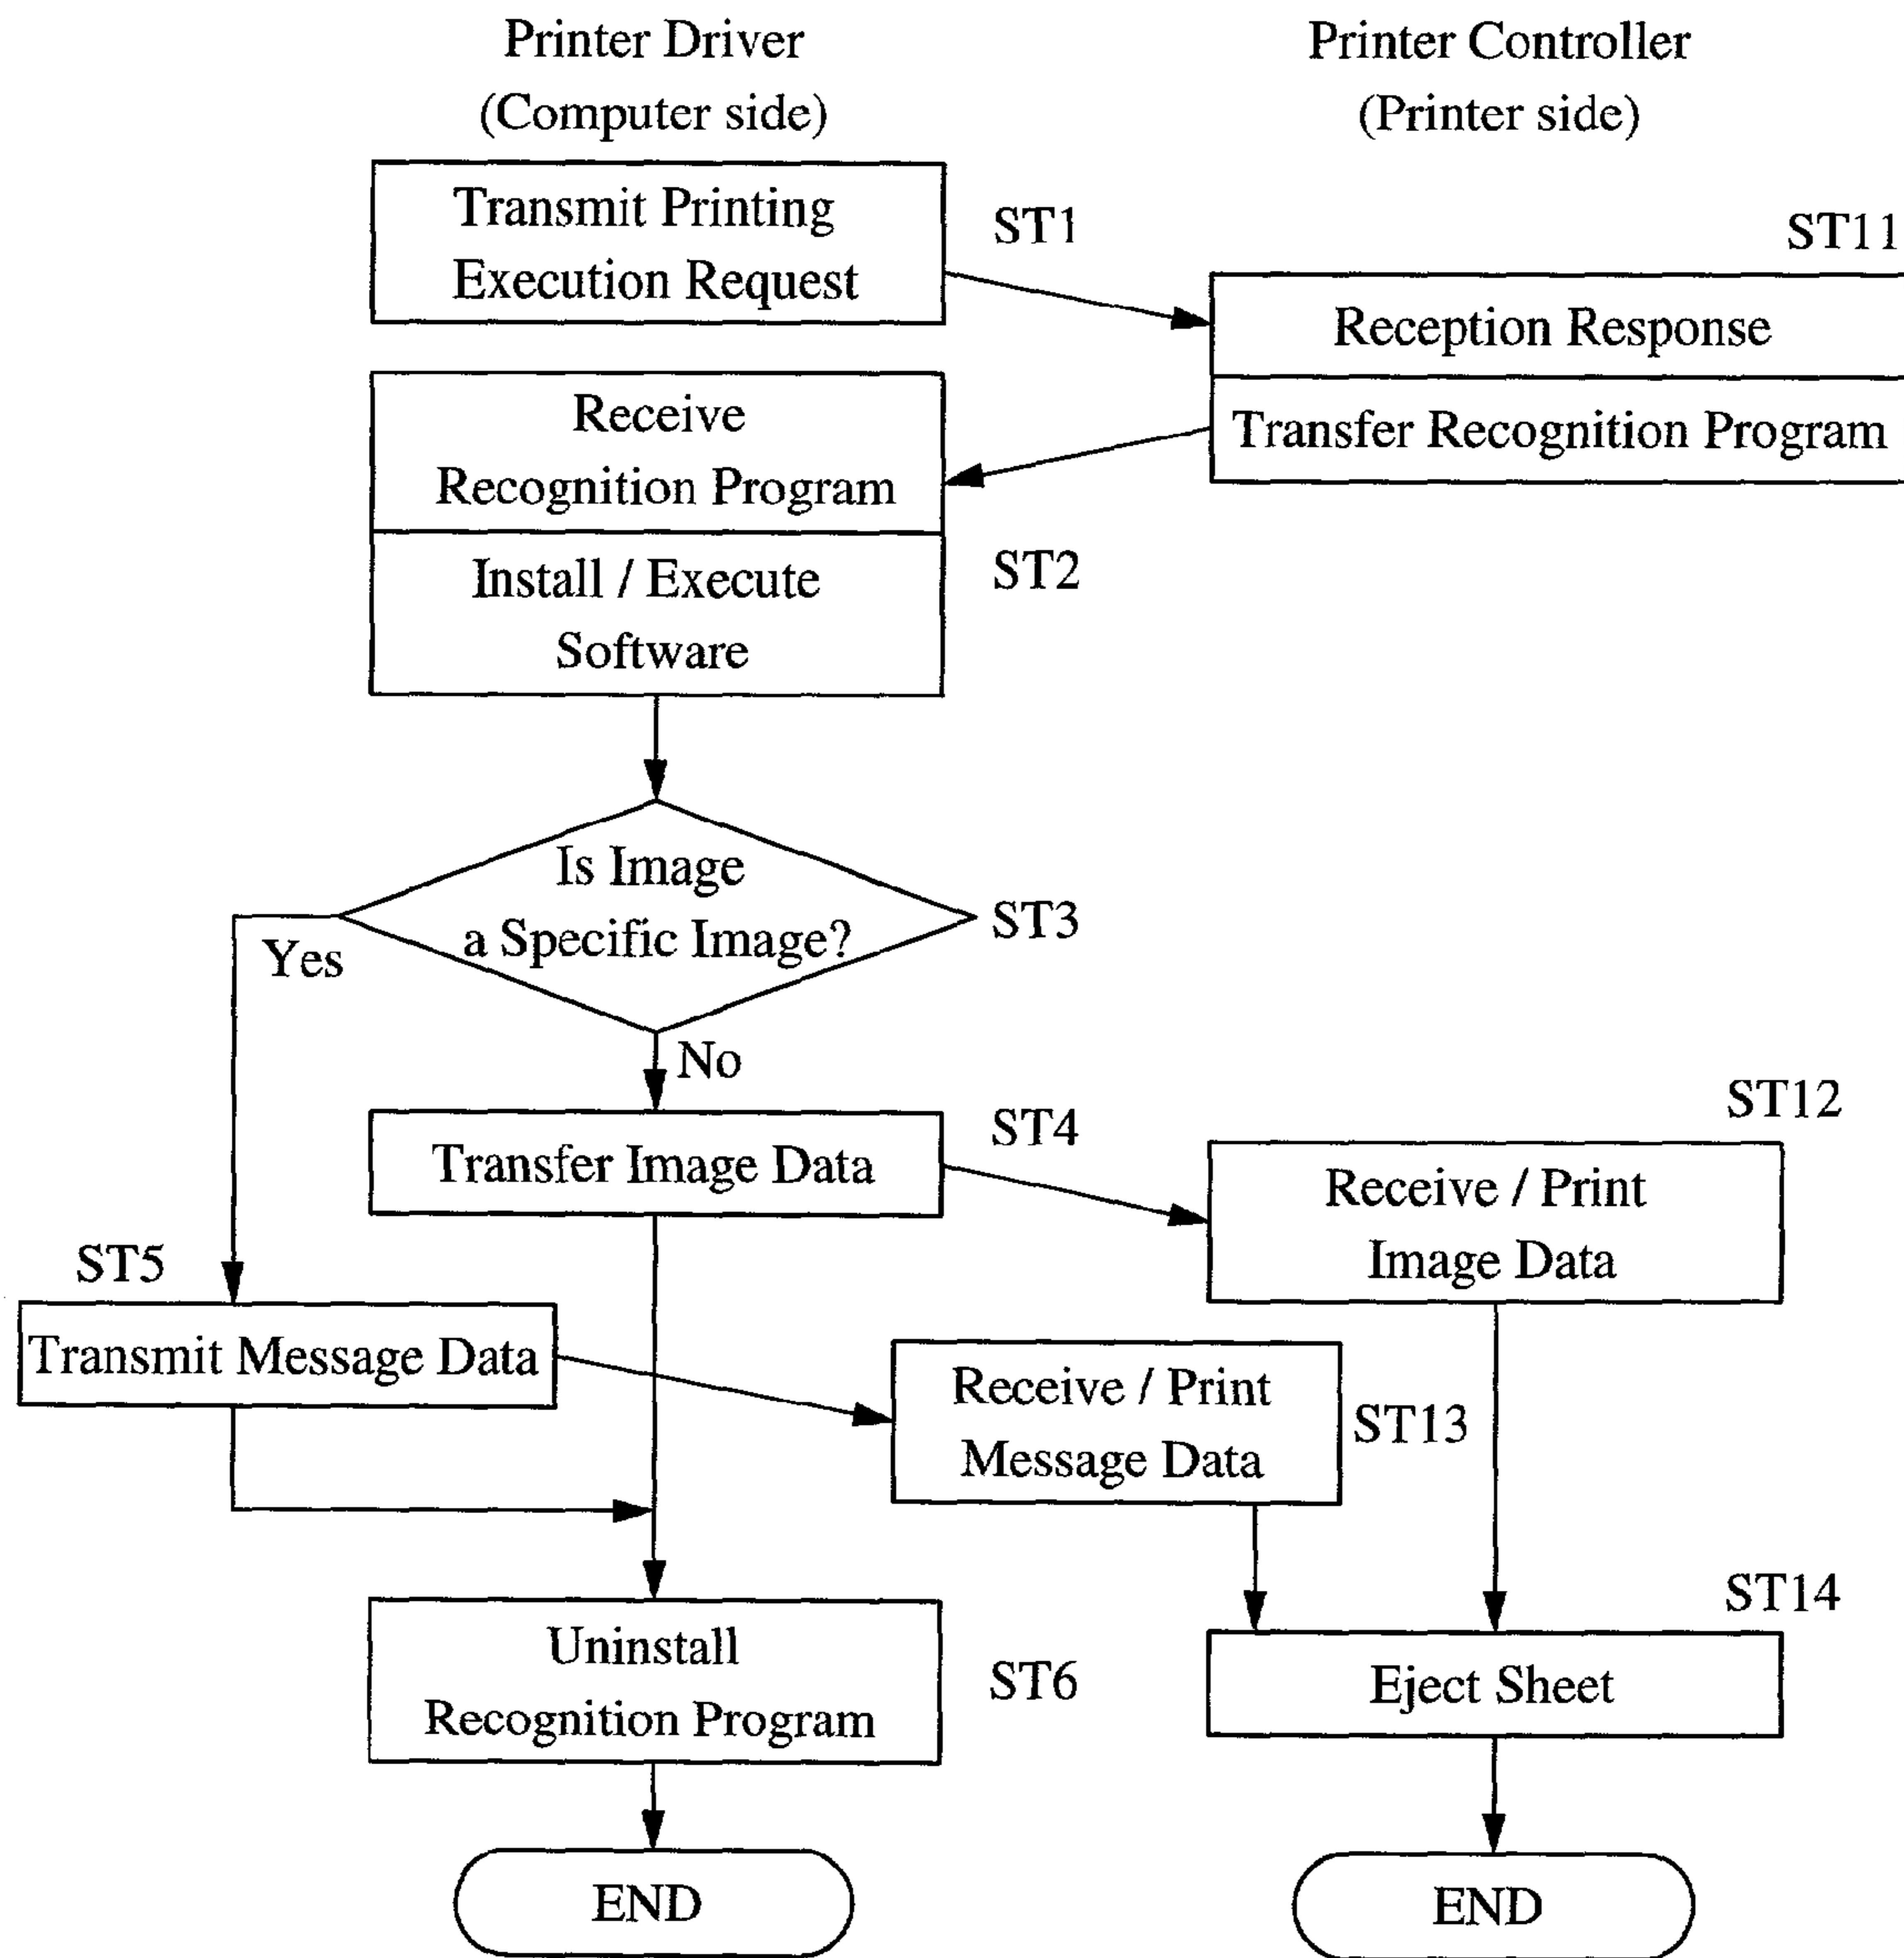 Printer Driver
(Computer side)
Printer Controller
(Printer side)
Transmit Printing
Execution Request
ST1
ST11
Reception Response
Transfer Recognition Program
Receive
Recognition Program
Install / Execute
Software
ST2
Is Image
a Specific Image?
ST3
Yes
No
Transfer Image Data
ST4
ST12
Receive / Print
Image Data
ST5
Transmit Message Data
Receive / Print
Message Data
ST13
Uninstall
Recognition Program
ST6
ST14
Eject Sheet
END
END